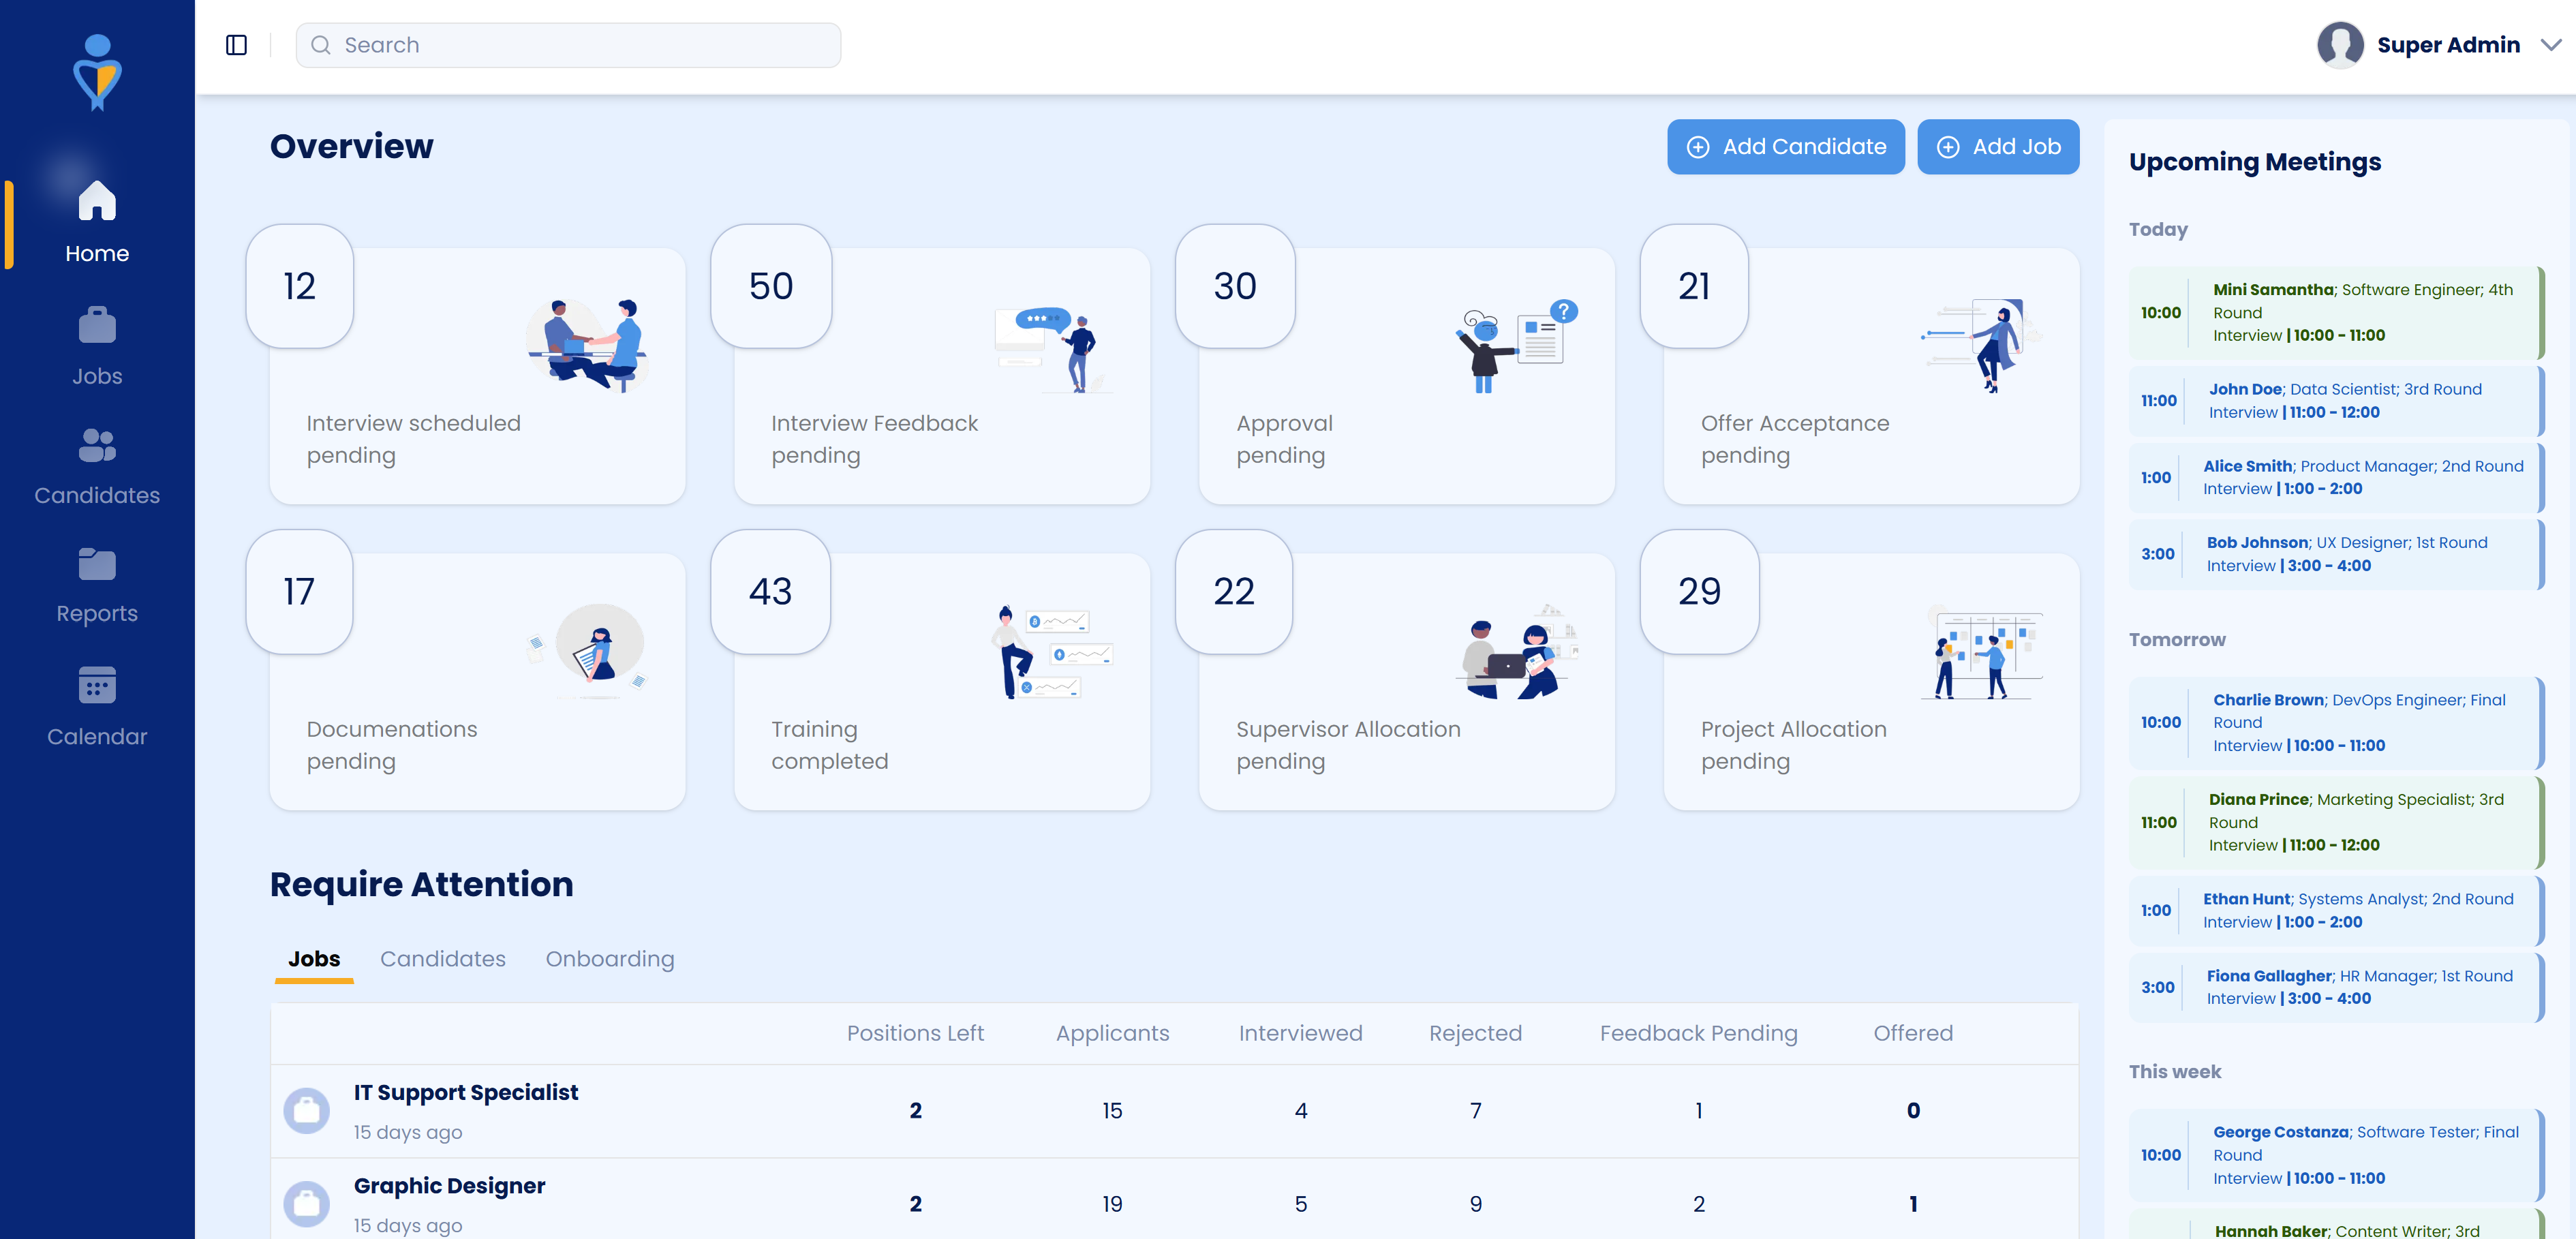 Search
Super Admin
Home
Jobs
Candidates
Reports
Calendar
Overview
Add Candidate
Add Job
12
Interview scheduled
pending
50
Interview Feedback
pending
30
?
Approval
pending
21
Offer Acceptance
pending
17
Documenations
pending
43
Training
completed
22
Supervisor Allocation
pending
29
Project Allocation
pending
Require Attention
Jobs Candidates Onboarding
Positions Left Applicants Interviewed Rejected Feedback Pending Offered
IT Support Specialist
15 days ago
2 15 4 7 1 0
Graphic Designer
15 days ago
2 19 5 9 2 1
Upcoming Meetings
Today
10:00
Mini Samantha; Software Engineer; 4th
Round
Interview | 10:00 - 11:00
11:00
John Doe; Data Scientist; 3rd Round
Interview | 11:00 - 12:00
1:00
Alice Smith; Product Manager; 2nd Round
Interview | 1:00 - 2:00
3:00
Bob Johnson; UX Designer; 1st Round
Interview | 3:00 - 4:00
Tomorrow
10:00
Charlie Brown; DevOps Engineer; Final
Round
Interview | 10:00 - 11:00
11:00
Diana Prince; Marketing Specialist; 3rd
Round
Interview | 11:00 - 12:00
1:00
Ethan Hunt; Systems Analyst; 2nd Round
Interview | 1:00 - 2:00
3:00
Fiona Gallagher; HR Manager; 1st Round
Interview | 3:00 - 4:00
This week
10:00
George Costanza; Software Tester; Final
Round
Interview | 10:00 - 11:00
Hannah Baker; Content Writer; 3rd